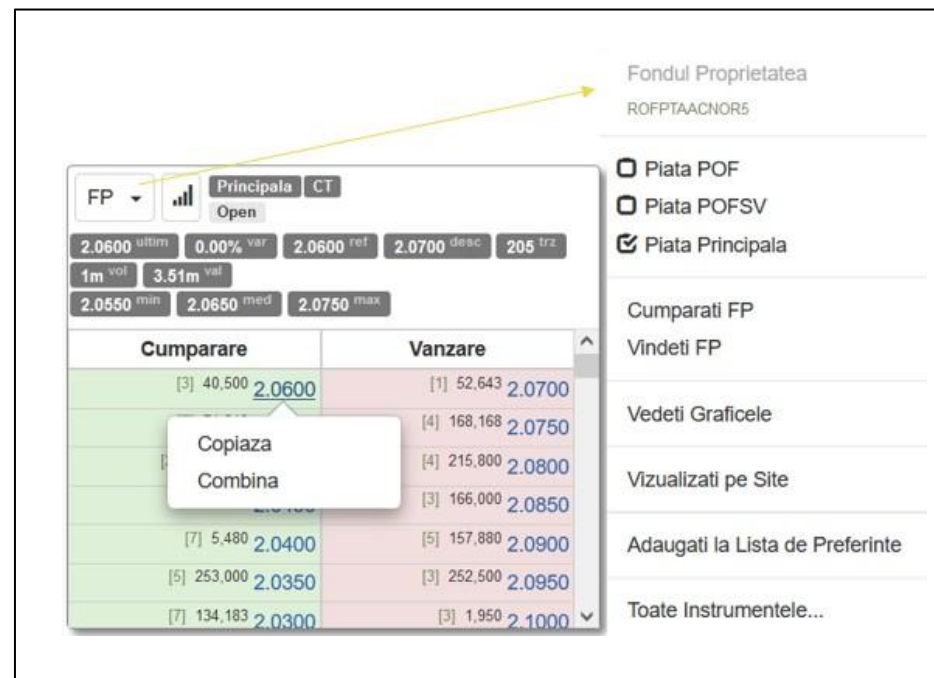 Fondul Proprietatea
ROFPTAACNOR5
Piata POF
Piata POFSV
Piata Principala
Cumparati FP
Vindeti FP
Vedeti Graficele
Vizualizati pe Site
Adaugati la Lista de Preferinte
Toate Instrumentele...
FP
Principala CT
Open
2.0600 ultim 0.00% var 2.0600 ref 2.0700 desc 205 trz
1m vol 3.51m val
2.0550 min 2.0650 med 2.0750 max
Cumparare Vanzare
[3] 40,500 2.0600 [1] 52,643 2.0700
[4] 168,168 2.0750
Copiaza
[4] 215,800 2.0800
Combina
[3] 166,000 2.0850
[7] 5,480 2.0400 [5] 157,880 2.0900
[5] 253,000 2.0350 [3] 252,500 2.0950
[7] 134,183 2.0300 [3] 1,950 2.1000